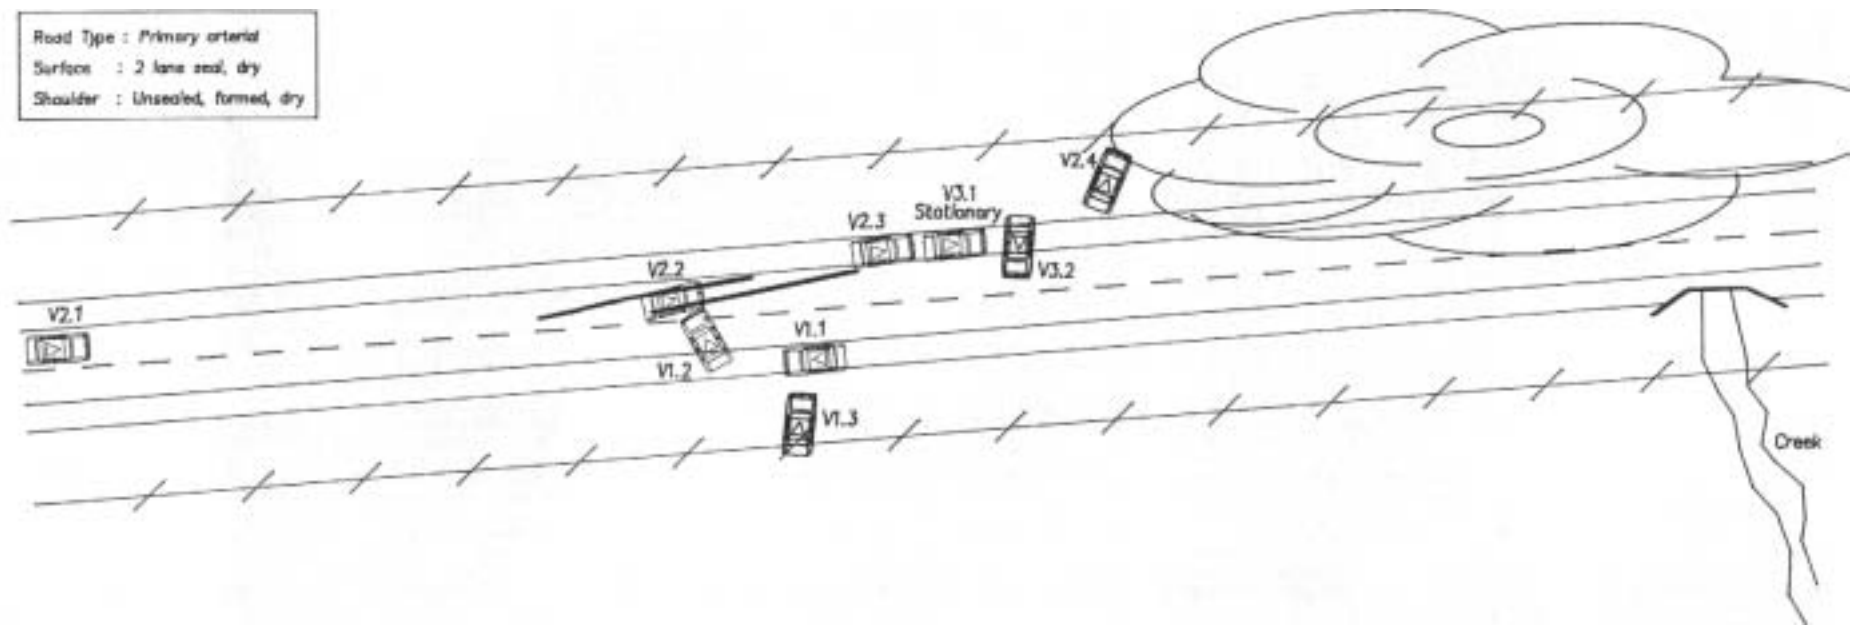 Road Type : Primary arterial
Surface : 2 lane seal, dry
Shoulder : Unsealed, formed, dry
V2.4
V3.1
Stationary
V2.3
V3.2
V2.2
V2.1
V1.1
V1.2
V1.3
Creek